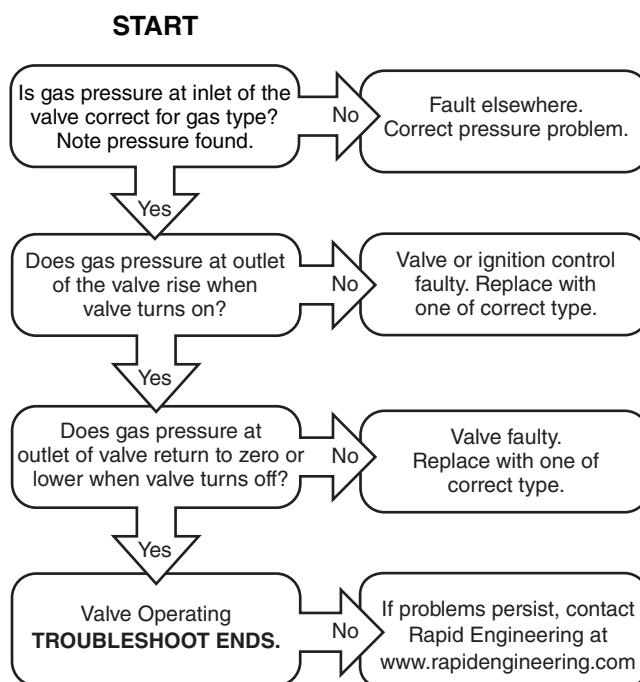 START
Is gas pressure at inlet of the
valve correct for gas type?
Note pressure found.
No
Fault elsewhere.
Correct pressure problem.
Yes
Does gas pressure at outlet
of the valve rise when
valve turns on?
No
Valve or ignition control
faulty. Replace with
one of correct type.
Yes
Does gas pressure at
outlet of valve return to zero or
lower when valve turns off?
No
Valve faulty.
Replace with one of
correct type.
Yes
Valve Operating
TROUBLESHOOT ENDS.
No
If problems persist, contact
Rapid Engineering at
www.rapidengineering.com